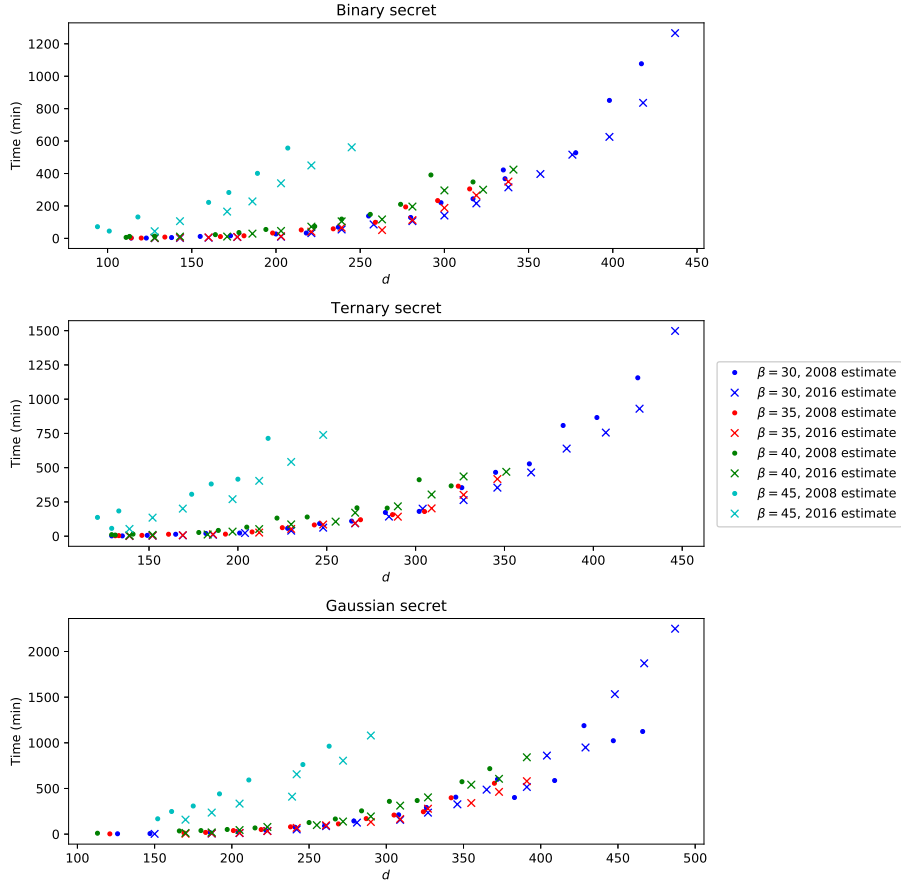 Binary secret
1200
1000
800
600
400
200
0
Time (min)
100 150 200 250 300 350 400 450
d
Ternary secret
1500
1250
1000
750
500
250
0
Time (min)
150 200 250 300 350 400 450
d
β = 30, 2008 estimate
β = 30, 2016 estimate
β = 35, 2008 estimate
β = 35, 2016 estimate
β = 40, 2008 estimate
β = 40, 2016 estimate
β = 45, 2008 estimate
β = 45, 2016 estimate
Gaussian secret
2000
1500
1000
500
0
Time (min)
100 150 200 250 300 350 400 450 500
d